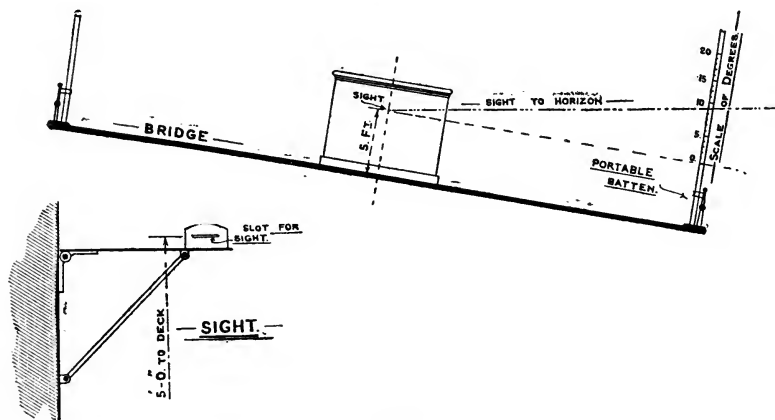 BRIDGE
SIGHT
5. FT.
SIGHT TO HORIZON
20
15
10
5
0
SCALE OF DEGREES.
PORTABLE
BATTEN.
SLOT FOR
SIGHT.
5-0. TO DECK
SIGHT.